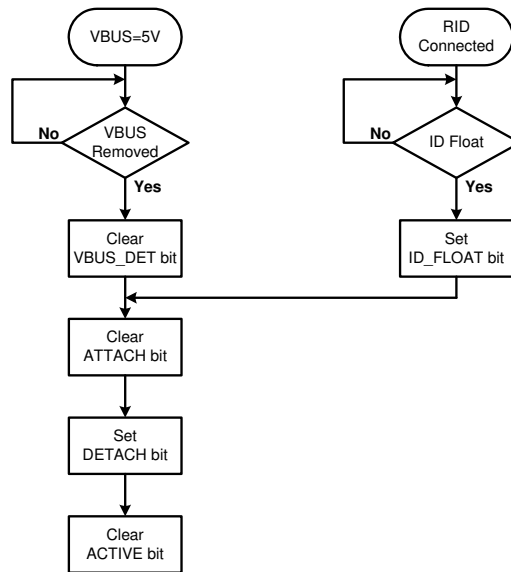 VBUS=5V
VBUS
Removed
No
Yes
Clear
VBUS_DET bit
Clear
ATTACH bit
Set
DETACH bit
Clear
ACTIVE bit
RID
Connected
ID Float
No
Yes
Set
ID_FLOAT bit